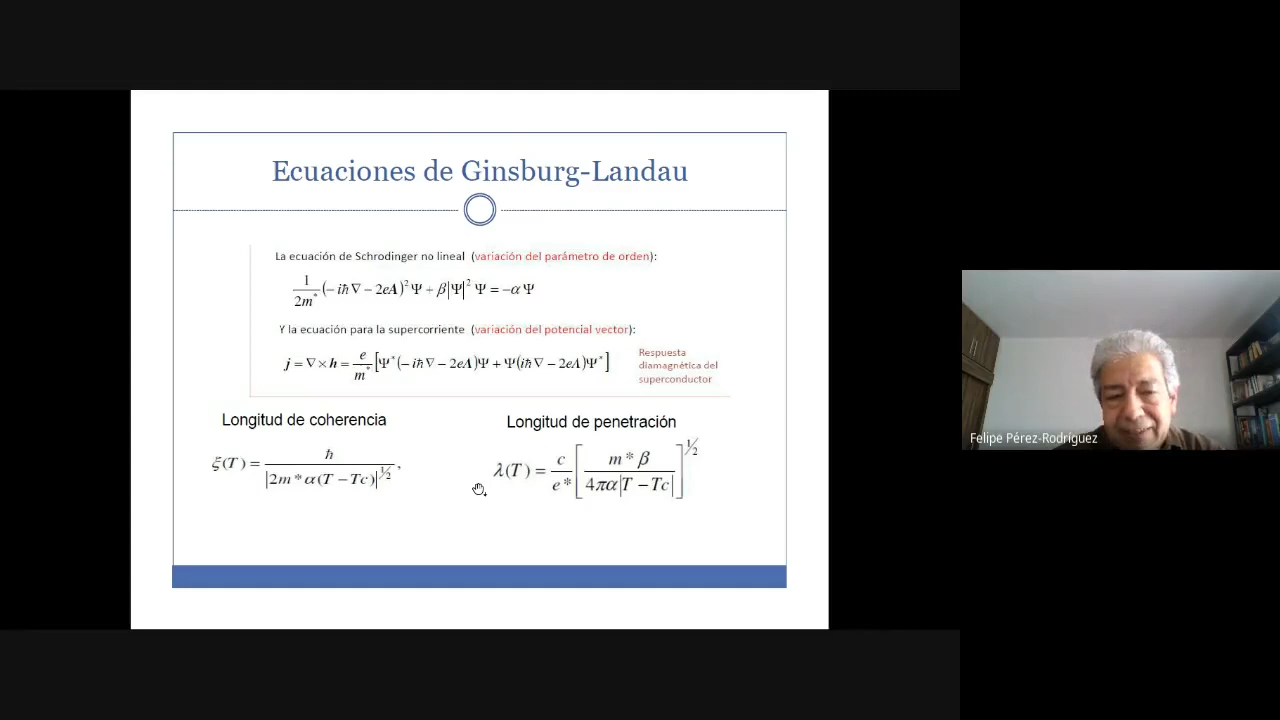 Ecuaciones de Ginsburg-Landau
La ecuación de Schrodinger no lineal (variación del parámetro de orden):
1/2m* (−iℏ∇ − 2eA)² Ψ + β|Ψ|² Ψ = −α Ψ
Y la ecuación para la supercorriente (variación del potencial vector):
j = ∇ × h = e/m* [Ψ*(−iℏ∇ − 2eA)Ψ + Ψ(iℏ∇ − 2eA)Ψ*]
Respuesta
diamagnética del
superconductor
Longitud de coherencia
ξ(T) = ℏ / |2m*α(T − Tc)|^½,
Longitud de penetración
λ(T) = c/e* [m*β / 4πα|T − Tc|]^½
Felipe Pérez-Rodríguez